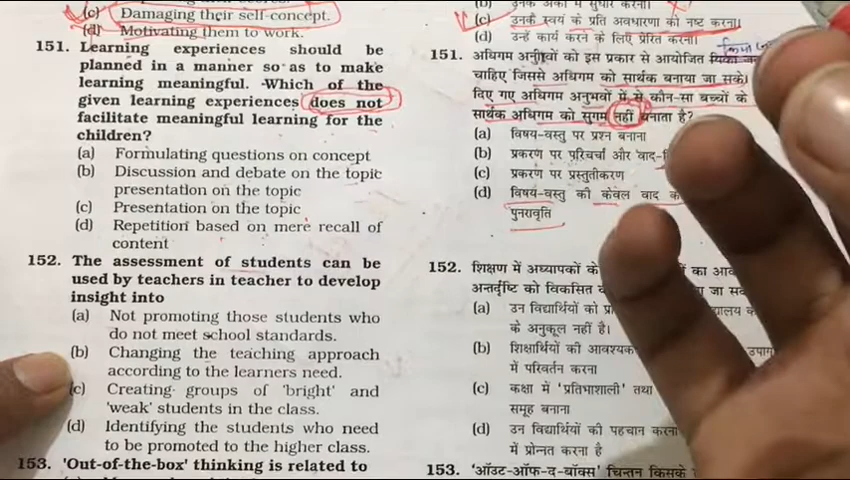 (c) Damaging their self-concept.
(d) Motivating them to work.
151. Learning experiences should be
planned in a manner so as to make
learning meaningful. Which of the
given learning experiences does not
facilitate meaningful learning for the
children?
(a) Formulating questions on concept
(b) Discussion and debate on the topic
presentation on the topic
(c) Presentation on the topic
(d) Repetition based on mere recall of
content
152. The assessment of students can be
used by teachers in teacher to develop
insight into
(a) Not promoting those students who
do not meet school standards.
(b) Changing the teaching approach
according to the learners need.
(c) Creating groups of 'bright' and
'weak' students in the class.
(d) Identifying the students who need
to be promoted to the higher class.
153. 'Out-of-the-box' thinking is related to
(b) उनके अंकों में सुधार करना।
(c) उनके स्वयं के प्रति अवधारणा को नष्ट करना।
(d) उन्हें कार्य करने के लिए प्रेरित करना।
151. अधिगम अनुभवों को इस प्रकार से आयोजित किया
चाहिए जिससे अधिगम को सार्थक बनाया जा सके।
दिए गए अधिगम अनुभवों में से कौन-सा बच्चों के
सार्थक अधिगम को सुगम नहीं बनाता है?
(a) विषय-वस्तु पर प्रश्न बनाना
(b) प्रकरण पर परिचर्चा और
(c) प्रकरण पर प्रस्तुतीकरण
(d) विषय-वस्तु की केवल याद
पुनरावृति
152. शिक्षण में अध्यापकों के का
अन्तर्दृष्टि को विकसित जा
(a) उन विद्यार्थियों को
के अनुकूल नहीं है।
(b) शिक्षार्थियों की
में परिवर्तन करना
(c) कक्षा में 'प्रतिभाशाली' तथा
समूह बनाना
(d) उन विद्यार्थियों की पहचान करना
में प्रोन्नत करना है
153. 'ऑउट-ऑफ-द-बॉक्स' चिन्तन किसके